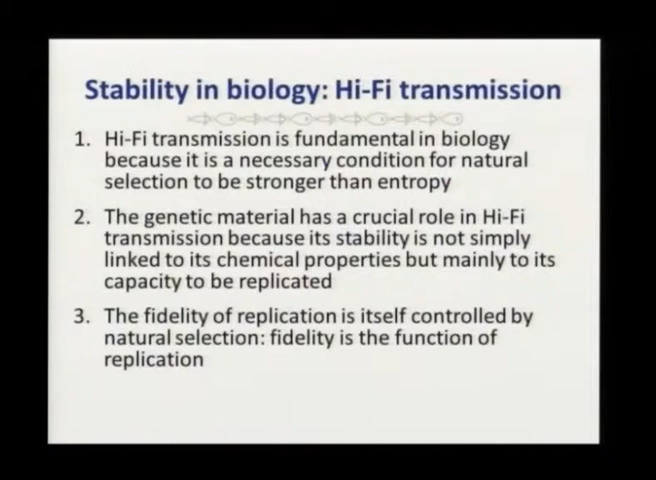 Stability in biology: Hi-Fi transmission
1. Hi-Fi transmission is fundamental in biology
because it is a necessary condition for natural
selection to be stronger than entropy
2. The genetic material has a crucial role in Hi-Fi
transmission because its stability is not simply
linked to its chemical properties but mainly to its
capacity to be replicated
3. The fidelity of replication is itself controlled by
natural selection: fidelity is the function of
replication